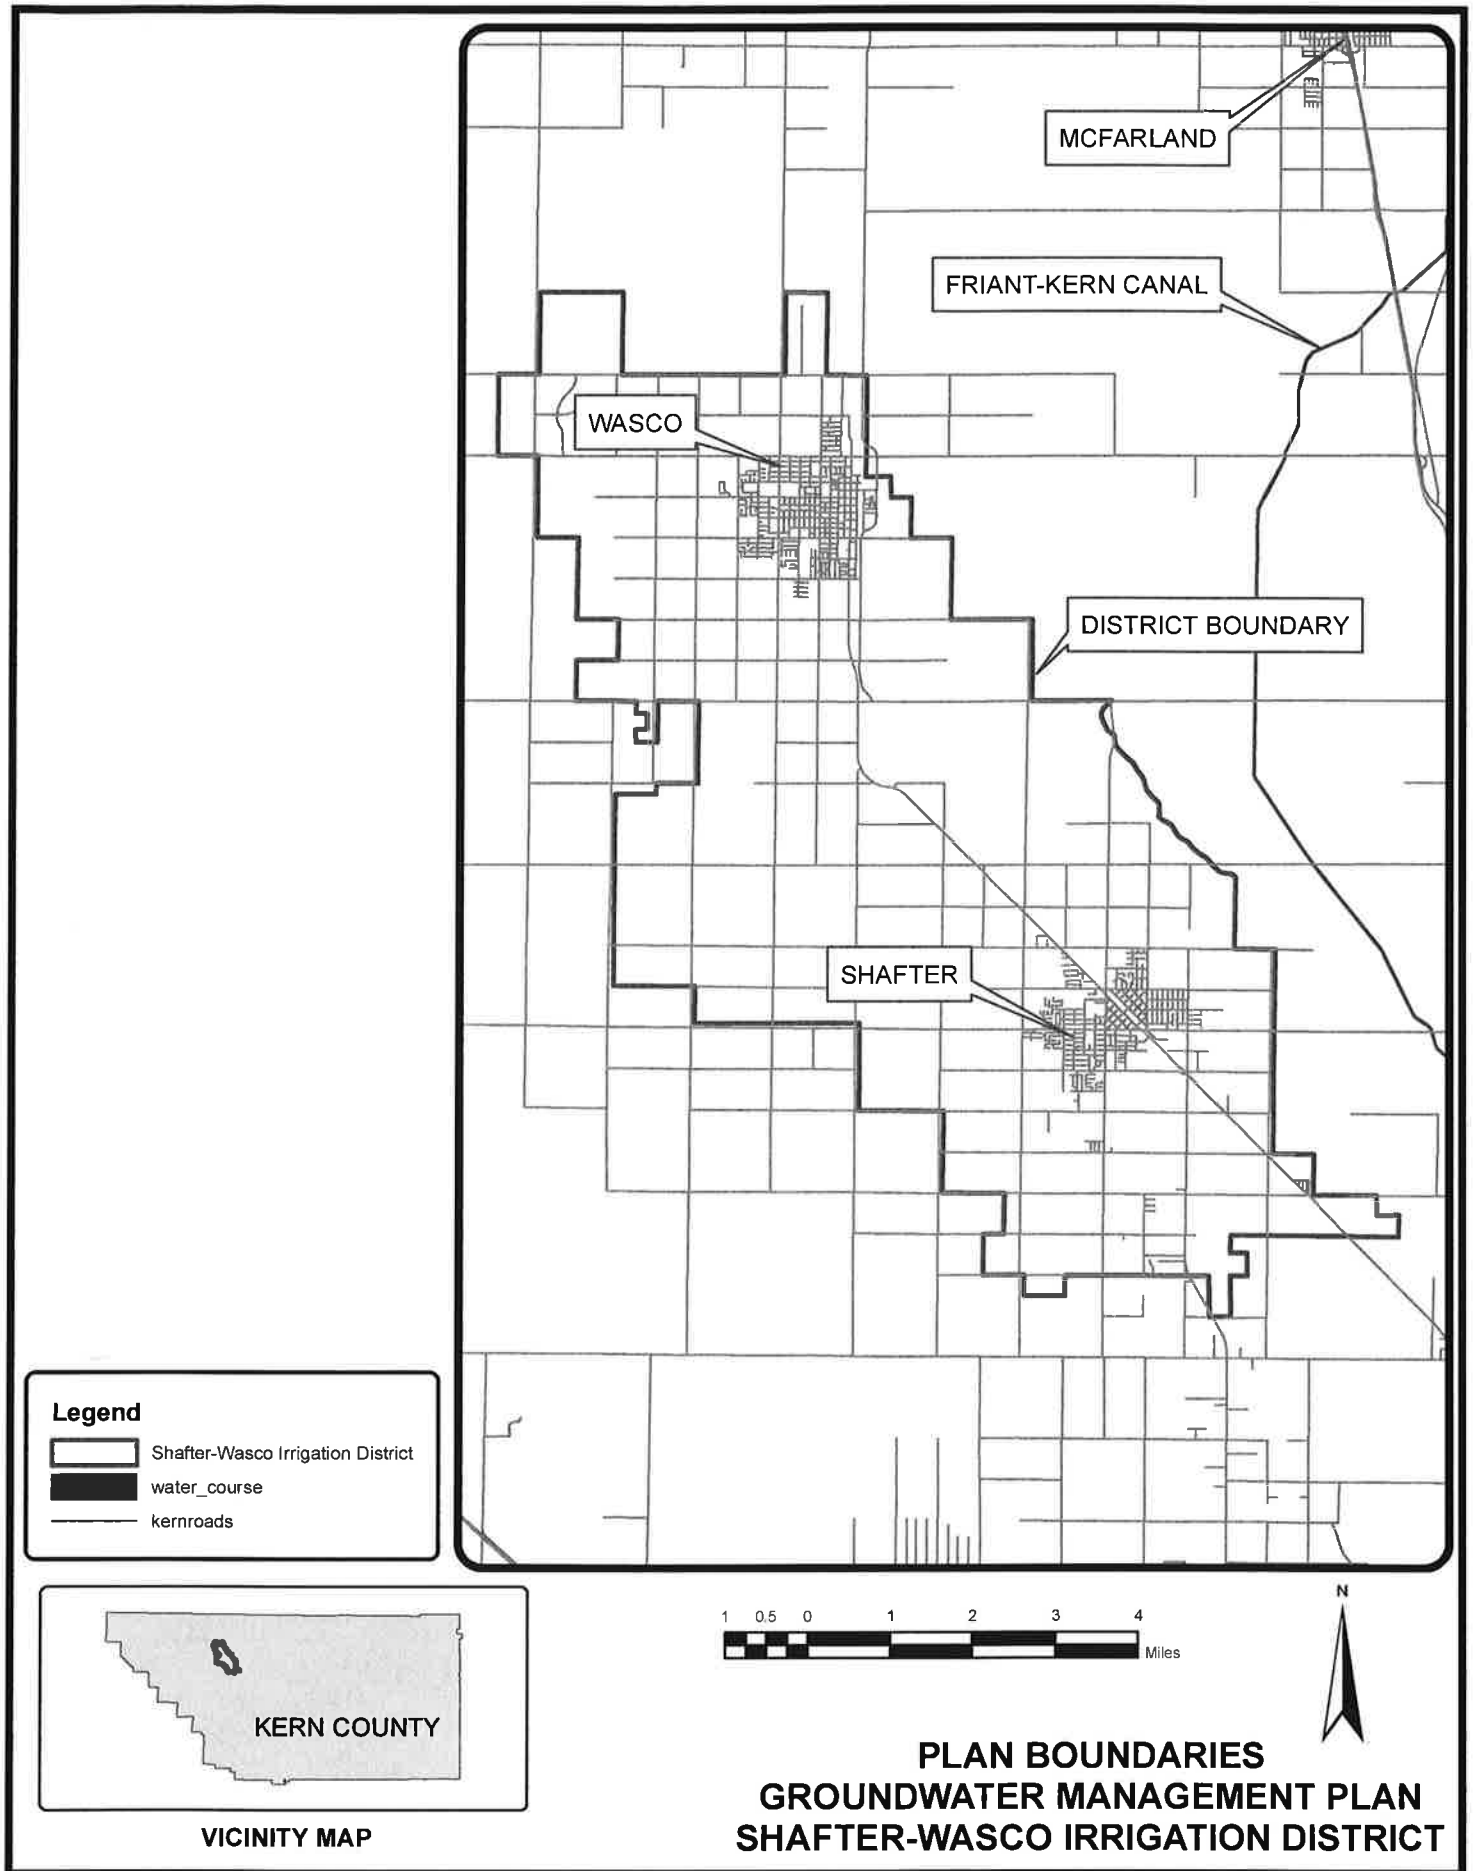 MCFARLAND
FRIANT-KERN CANAL
WASCO
DISTRICT BOUNDARY
SHAFTER
Legend
Shafter-Wasco Irrigation District
water_course
kernroads
KERN COUNTY
VICINITY MAP
1 0.5 0 1 2 3 4
Miles
N
PLAN BOUNDARIES
GROUNDWATER MANAGEMENT PLAN
SHAFTER-WASCO IRRIGATION DISTRICT